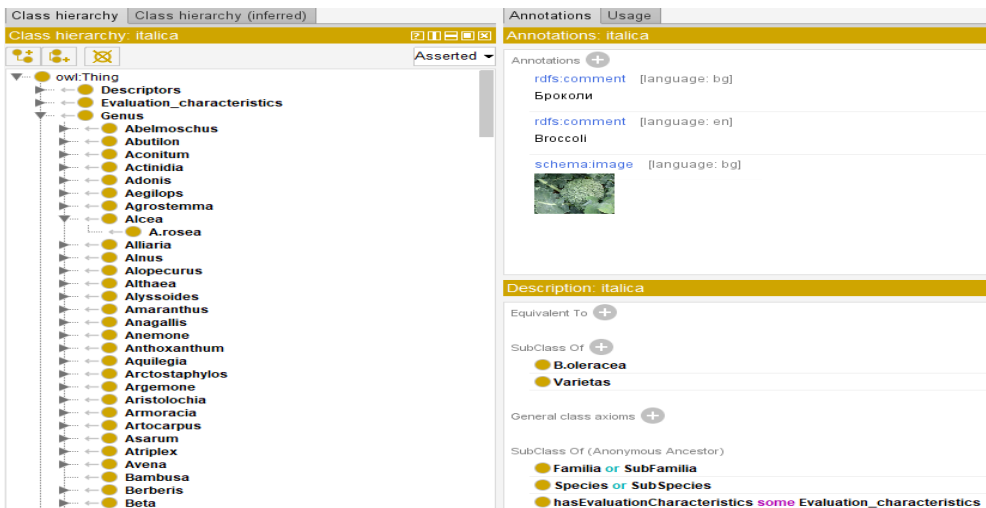 Class hierarchy Class hierarchy (inferred)
Class hierarchy: italica
Asserted
owl:Thing
Descriptors
Evaluation_characteristics
Genus
Abelmoschus
Abutilon
Aconitum
Actinidia
Adonis
Aegilops
Agrostemma
Alcea
A.rosea
Alliaria
Alnus
Alopecurus
Althaea
Alyssoides
Amaranthus
Anagallis
Anemone
Anthoxanthum
Aquilegia
Arctostaphylos
Argemone
Aristolochia
Armoracia
Artocarpus
Asarum
Atriplex
Avena
Bambusa
Berberis
Beta
Annotations Usage
Annotations: italica
Annotations
rdfs:comment [language: bg]
Броколи
rdfs:comment [language: en]
Broccoli
schema:image [language: bg]
Description: italica
Equivalent To
SubClass Of
B.oleracea
Varietas
General class axioms
SubClass Of (Anonymous Ancestor)
Familia or SubFamilia
Species or SubSpecies
hasEvaluationCharacteristics some Evaluation_characteristics